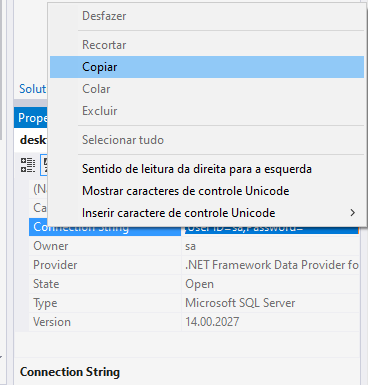 Desfazer
Recortar
Copiar
Colar
Excluir
Selecionar tudo
Sentido de leitura da direita para a esquerda
Mostrar caracteres de controle Unicode
Inserir caractere de controle Unicode
Solut
Prope
desk
(Na
Ca
Connection String ;User ID=sa;Password=
Owner sa
Provider .NET Framework Data Provider fo
State Open
Type Microsoft SQL Server
Version 14.00.2027
Connection String